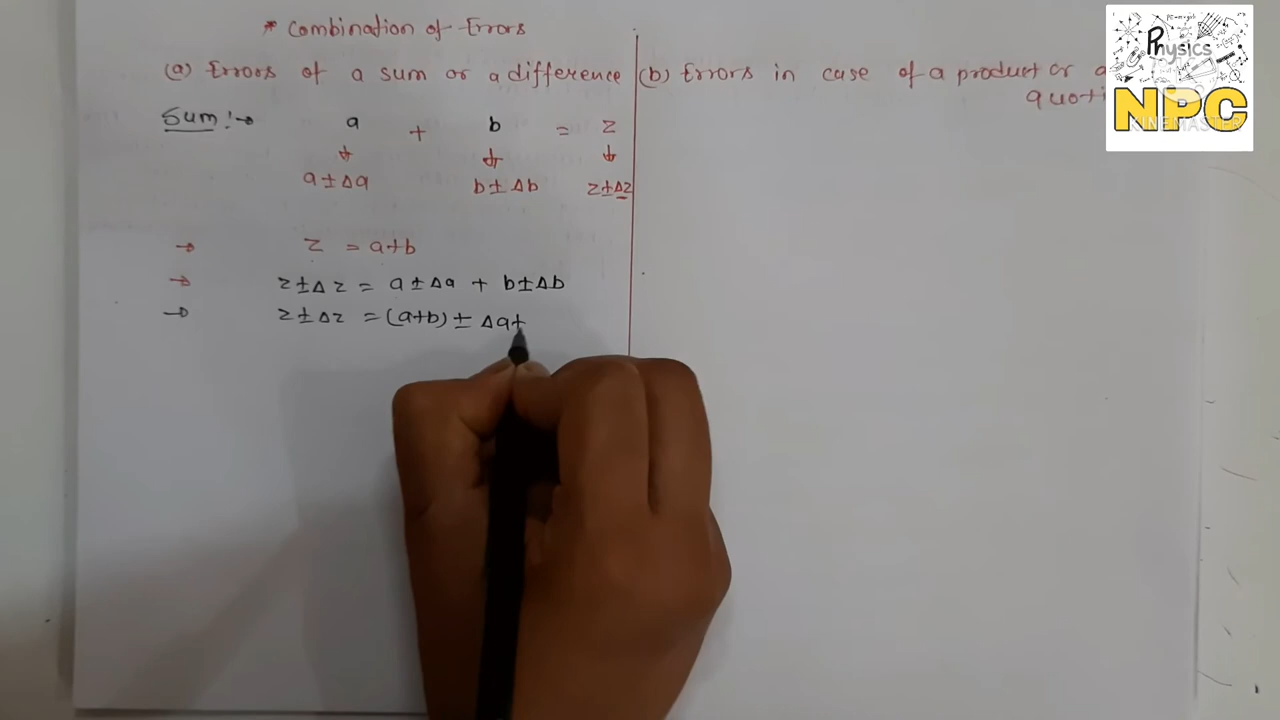 * Combination of Errors
(a) Errors of a sum or a difference
Sum:→ a + b = z
↓ ↓ ↓
a±Δa b±Δb z±Δz
→ z = a+b
→ z±Δz = a±Δa + b±Δb
→ z±Δz = (a+b) ± Δa+
(b) Errors in case of a product or a
Physics
NPC
KINEMASTER